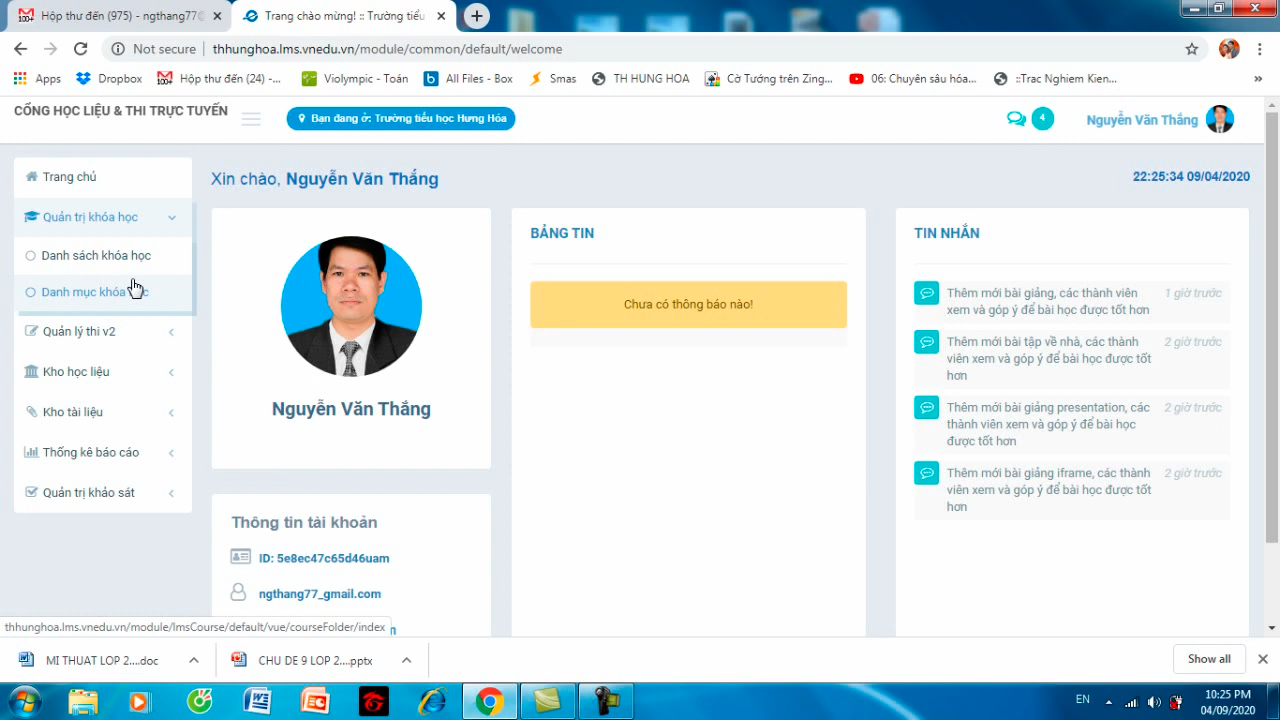 Hộp thư đến (975) - ngthang77@
Trang chào mừng! :: Trường tiểu
Not secure
thhunghoa.lms.vnedu.vn/module/common/default/welcome
Apps
Dropbox
Hộp thư đến (24) -...
Violympic - Toán
All Files - Box
Smas
TH HUNG HOA
Cờ Tướng trên Zing...
06: Chuyên sâu hóa...
::Trac Nghiem Kien...
»
CỔNG HỌC LIỆU & THI TRỰC TUYẾN
Bạn đang ở: Trường tiểu học Hưng Hóa
4
Nguyễn Văn Thắng
Trang chủ
Quản trị khóa học
Danh sách khóa học
Danh mục khóa
Quản lý thi v2
Kho học liệu
Kho tài liệu
Thống kê báo cáo
Quản trị khảo sát
Xin chào, Nguyễn Văn Thắng
22:25:34 09/04/2020
Nguyễn Văn Thắng
Thông tin tài khoản
ID: 5e8ec47c65d46uam
ngthang77_gmail.com
BẢNG TIN
Chưa có thông báo nào!
TIN NHẮN
Thêm mới bài giảng, các thành viên
1 giờ trước
xem và góp ý để bài học được tốt hơn
Thêm mới bài tập về nhà, các thành
2 giờ trước
viên xem và góp ý để bài học được tốt
hơn
Thêm mới bài giảng presentation, các
2 giờ trước
thành viên xem và góp ý để bài học
được tốt hơn
Thêm mới bài giảng iframe, các thành
2 giờ trước
viên xem và góp ý để bài học được tốt
hơn
thhunghoa.lms.vnedu.vn/module/lmsCourse/default/vue/courseFolder/index
MI THUAT LOP 2....doc
CHU DE 9 LOP 2....pptx
Show all
EN
10:25 PM
04/09/2020